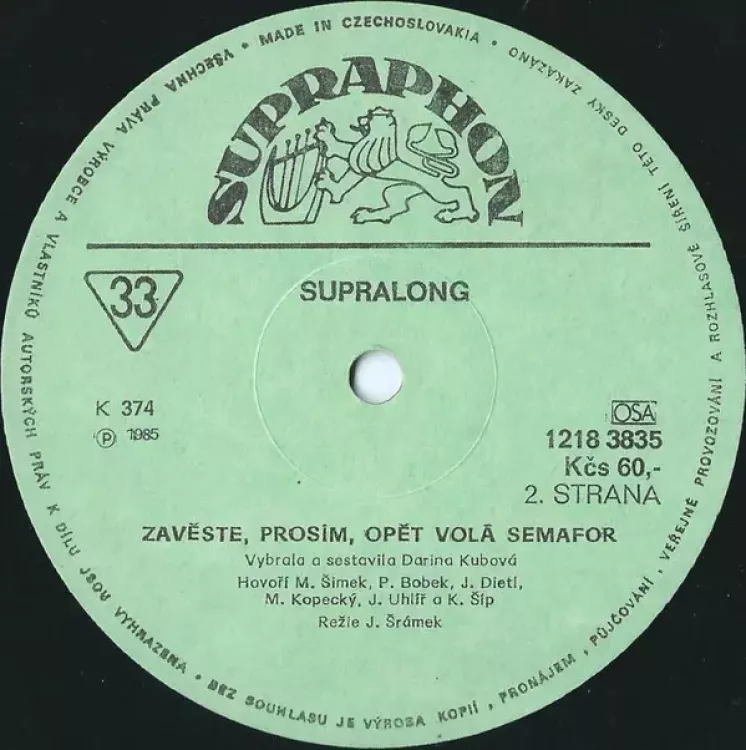 MADE IN CZECHOSLOVAKIA • VŠECHNA PRÁVA VÝROBCE A VLASTNÍKŮ AUTORSKÝCH PRÁV K DÍLU JSOU VYHRAZENA • BEZ SOUHLASU JE VÝROBA KOPIÍ, PRONÁJEM, PŮJČOVÁNÍ, VEŘEJNÉ PROVOZOVÁNÍ A ROZHLASOVÉ ŠÍŘENÍ TÉTO DESKY ZAKÁZÁNO •
SUPRAPHON
33
SUPRALONG
K 374
Ⓟ 1985
OSA
1218 3835
Kčs 60,-
2. STRANA
ZAVĚSTE, PROSÍM, OPĚT VOLÁ SEMAFOR
Vybrala a sestavila Darina Kubová
Hovoří M. Šimek, P. Bobek, J. Dietl,
M. Kopecký, J. Uhlíř a K. Šíp
Režie J. Šrámek